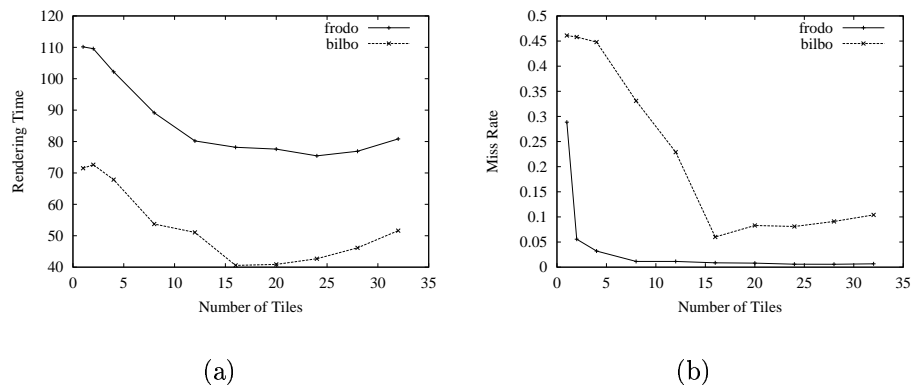 120
110
100
90
80
70
60
50
40
0 5 10 15 20 25 30 35
Rendering Time
Number of Tiles
frodo
bilbo
(a)
0.5
0.45
0.4
0.35
0.3
0.25
0.2
0.15
0.1
0.05
0
0 5 10 15 20 25 30 35
Miss Rate
Number of Tiles
frodo
bilbo
(b)